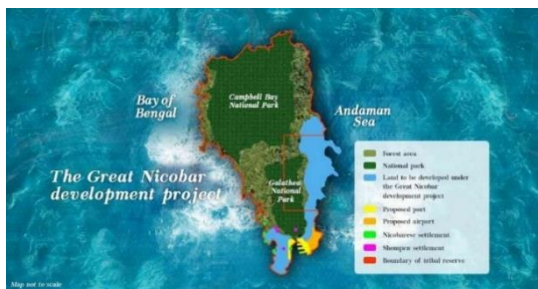 Campbell Bay
National Park
Bay of
Bengal
Andaman
Sea
The Great Nicobar
development project
Galathea
National
Park
Forest area
National park
Land to be developed under
the Great Nicobar
development project
Proposed port
Proposed airport
Nicobarese settlement
Shompen settlement
Boundary of tribal reserve
Map not to scale